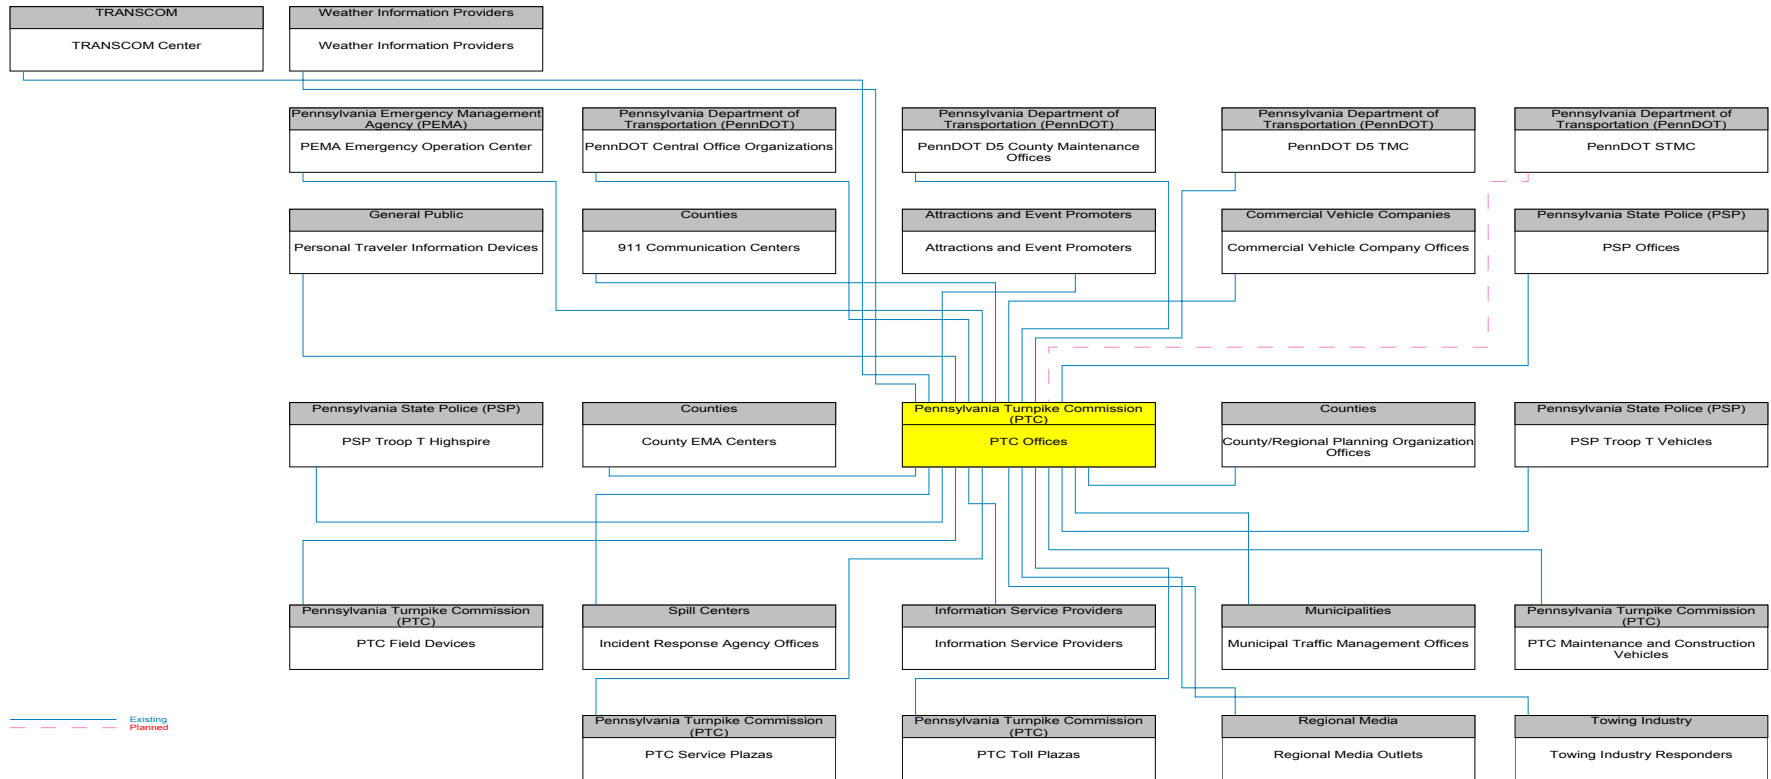 TRANSCOM
TRANSCOM Center
Weather Information Providers
Weather Information Providers
Pennsylvania Emergency Management
Agency (PEMA)
PEMA Emergency Operation Center
Pennsylvania Department of
Transportation (PennDOT)
PennDOT Central Office Organizations
Pennsylvania Department of
Transportation (PennDOT)
PennDOT D5 County Maintenance
Offices
Pennsylvania Department of
Transportation (PennDOT)
PennDOT D5 TMC
Pennsylvania Department of
Transportation (PennDOT)
PennDOT STMC
General Public
Personal Traveler Information Devices
Counties
911 Communication Centers
Attractions and Event Promoters
Attractions and Event Promoters
Commercial Vehicle Companies
Commercial Vehicle Company Offices
Pennsylvania State Police (PSP)
PSP Offices
Pennsylvania State Police (PSP)
PSP Troop T Highspire
Counties
County EMA Centers
Pennsylvania Turnpike Commission
(PTC)
PTC Offices
Counties
County/Regional Planning Organization
Offices
Pennsylvania State Police (PSP)
PSP Troop T Vehicles
Pennsylvania Turnpike Commission
(PTC)
PTC Field Devices
Spill Centers
Incident Response Agency Offices
Information Service Providers
Information Service Providers
Municipalities
Municipal Traffic Management Offices
Pennsylvania Turnpike Commission
(PTC)
PTC Maintenance and Construction
Vehicles
Existing
Planned
Pennsylvania Turnpike Commission
(PTC)
PTC Service Plazas
Pennsylvania Turnpike Commission
(PTC)
PTC Toll Plazas
Regional Media
Regional Media Outlets
Towing Industry
Towing Industry Responders